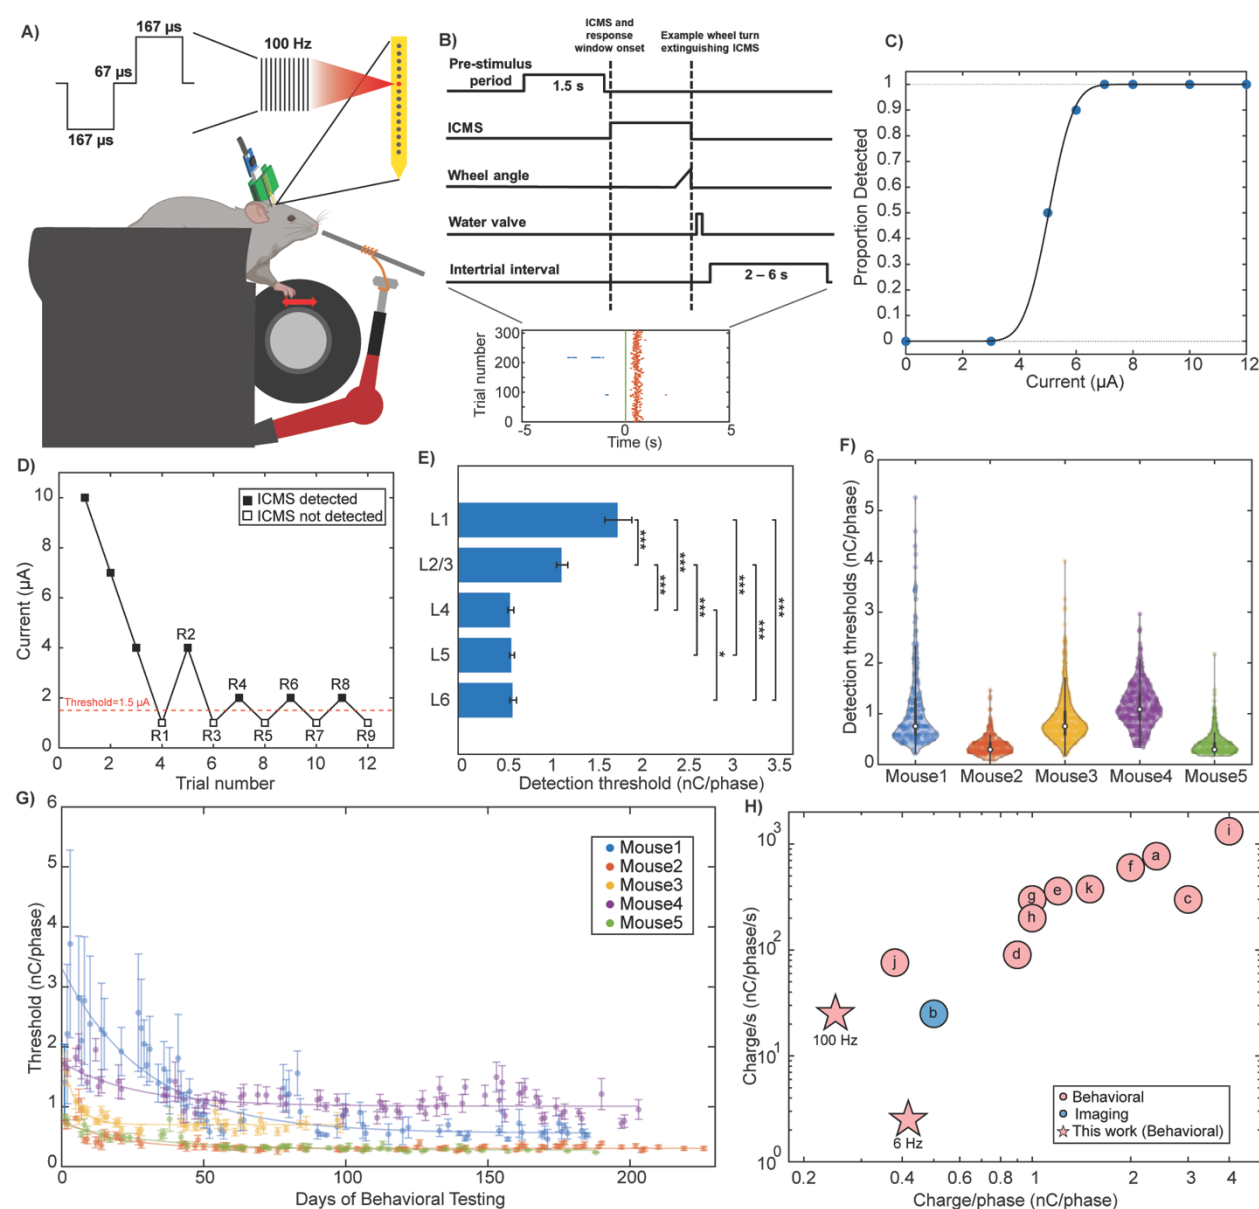 A)
167 µs
67 µs
167 µs
100 Hz
B)
ICMS and
response
window onset
Example wheel turn
extinguishing ICMS
Pre-stimulus
period
1.5 s
ICMS
Wheel angle
Water valve
Intertrial interval
2 – 6 s
Trial number
300
200
100
0
-5
0
5
Time (s)
C)
Proportion Detected
1
0.9
0.8
0.7
0.6
0.5
0.4
0.3
0.2
0.1
0
0
2
4
6
8
10
12
Current (µA)
D)
Current (µA)
10
8
6
4
2
0
ICMS detected
ICMS not detected
R2
R4
R6
R8
Threshold=1.5 µA
R1
R3
R5
R7
R9
0
2
4
6
8
10
12
Trial number
E)
L1
L2/3
L4
L5
L6
***
***
***
***
*
***
***
***
0
0.5
1
1.5
2
2.5
3
3.5
Detection threshold (nC/phase)
F)
Detection thresholds (nC/phase)
6
5
4
3
2
1
0
Mouse1
Mouse2
Mouse3
Mouse4
Mouse5
G)
Threshold (nC/phase)
6
5
4
3
2
1
0
Mouse1
Mouse2
Mouse3
Mouse4
Mouse5
0
50
100
150
200
Days of Behavioral Testing
H)
Charge/s (nC/phase/s)
10³
10²
10¹
10⁰
i
a
f
k
e
g
c
h
d
j
b
100 Hz
6 Hz
Behavioral
Imaging
This work (Behavioral)
0.2
0.4
0.8
1
2
3
4
Charge/phase (nC/phase)